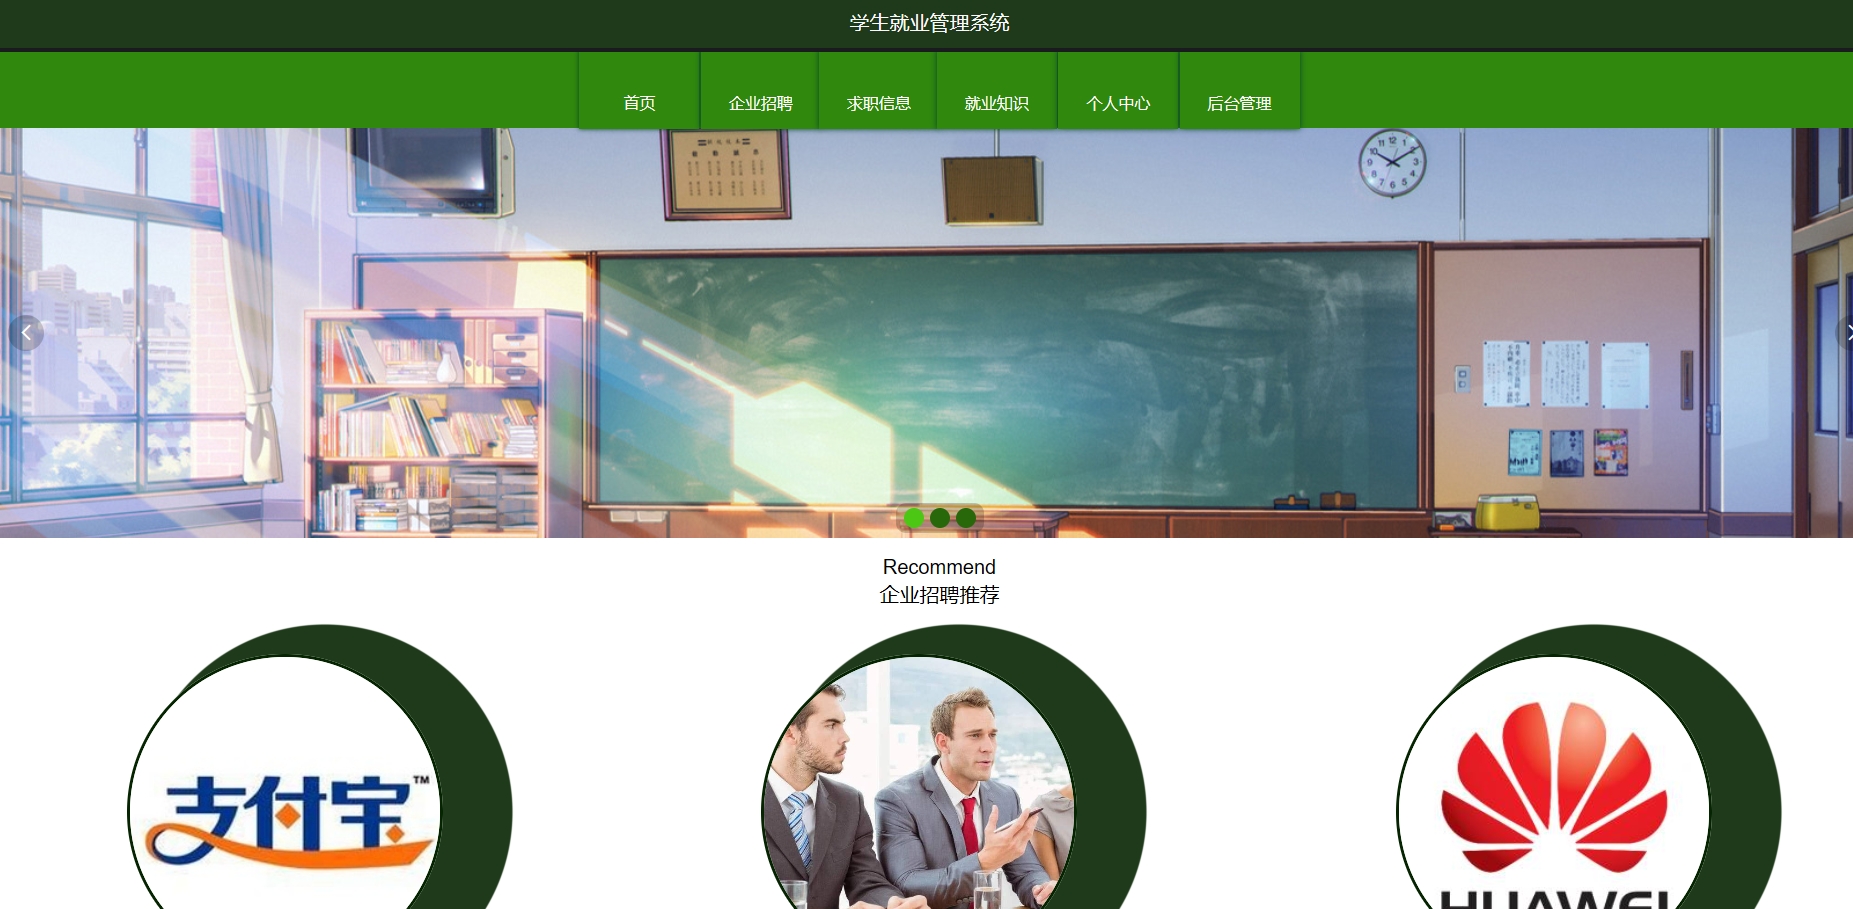 学生就业管理系统
首页
企业招聘
求职信息
就业知识
个人中心
后台管理
Recommend
企业招聘推荐
支付宝™
HUAWEI